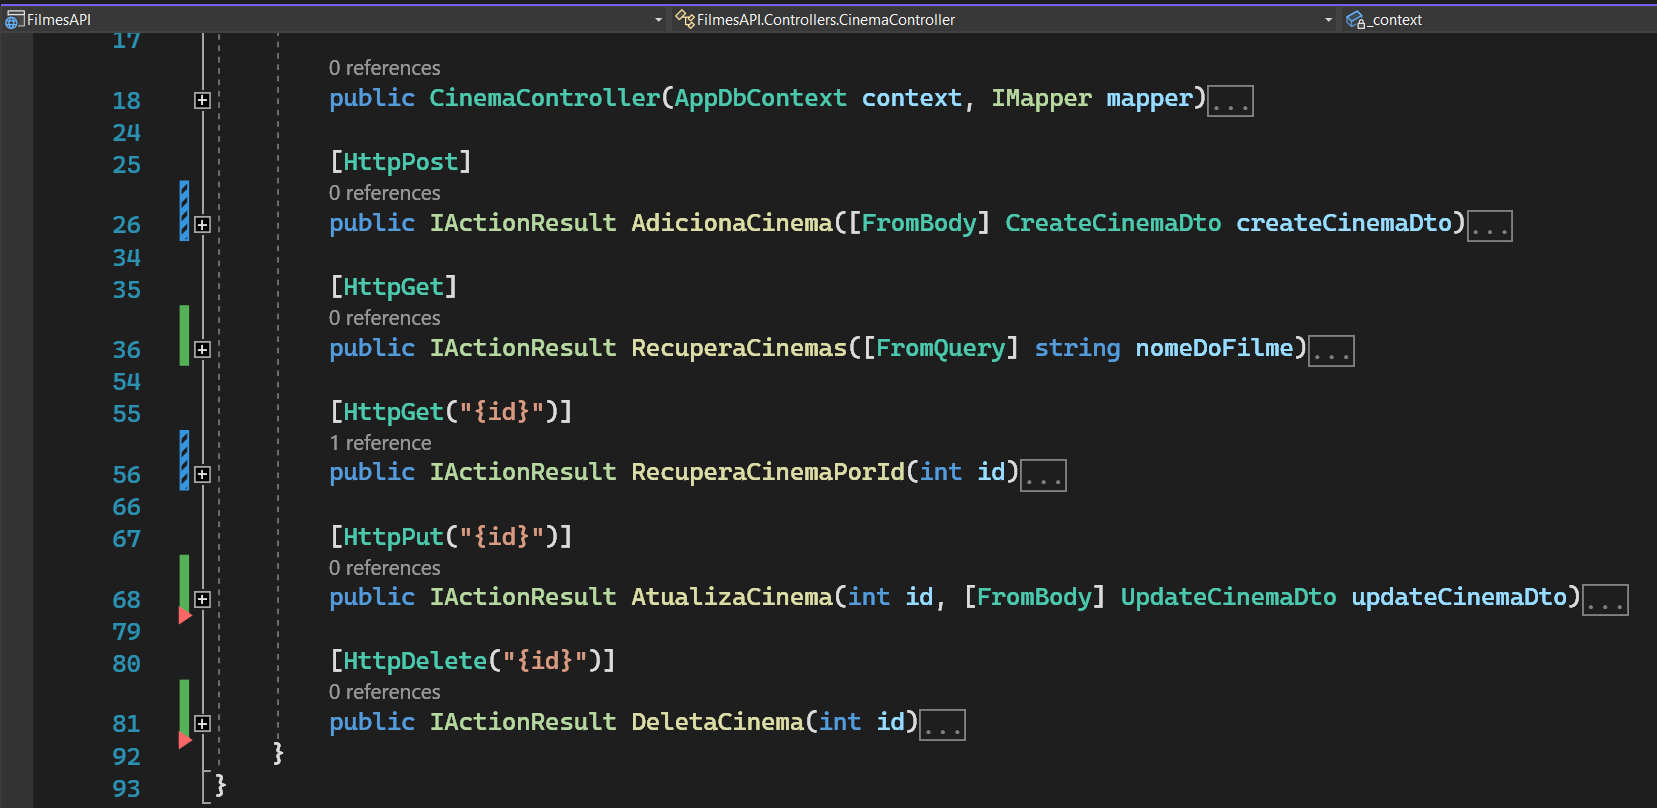 FilmesAPI FilmesAPI.Controllers.CinemaController _context
17
0 references
18 public CinemaController(AppDbContext context, IMapper mapper)...
24
25 [HttpPost]
0 references
26 public IActionResult AdicionaCinema([FromBody] CreateCinemaDto createCinemaDto)...
34
35 [HttpGet]
0 references
36 public IActionResult RecuperaCinemas([FromQuery] string nomeDoFilme)...
54
55 [HttpGet("{id}")]
1 reference
56 public IActionResult RecuperaCinemaPorId(int id)...
66
67 [HttpPut("{id}")]
0 references
68 public IActionResult AtualizaCinema(int id, [FromBody] UpdateCinemaDto updateCinemaDto)...
79
80 [HttpDelete("{id}")]
0 references
81 public IActionResult DeletaCinema(int id)...
92 }
93 }